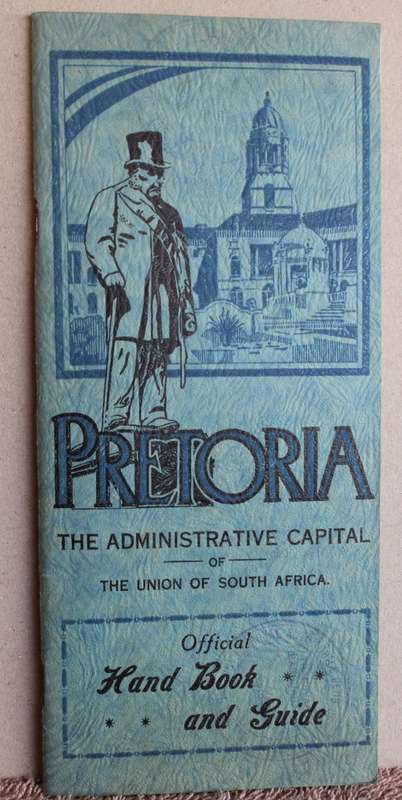 PRETORIA
THE ADMINISTRATIVE CAPITAL
OF
THE UNION OF SOUTH AFRICA.
Official
Hand Book
and Guide